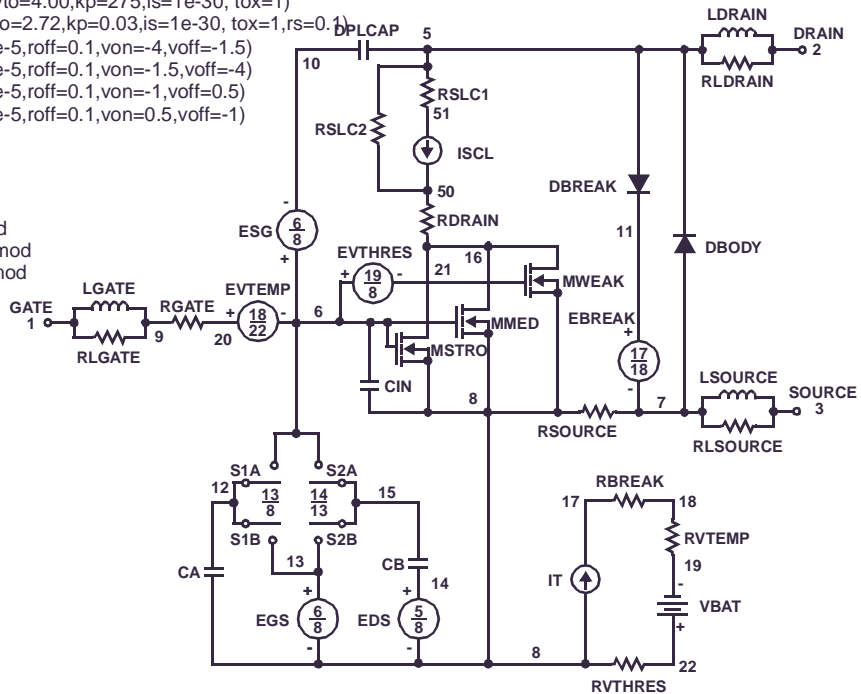 vto=4.00,kp=275,is=1e-30, tox=1)
o=2.72,kp=0.03,is=1e-30, tox=1,rs=0.1)
e-5,roff=0.1,von=-4,voff=-1.5)
e-5,roff=0.1,von=-1.5,voff=-4)
e-5,roff=0.1,von=-1,voff=0.5)
e-5,roff=0.1,von=0.5,voff=-1)
d
mod
nod
DPLCAP
5
10
LDRAIN
DRAIN
2
RLDRAIN
RSLC1
51
RSLC2
ISCL
50
DBREAK
RDRAIN
ESG
6
8
-
+
11
DBODY
EVTHRES
+
19
8
-
21
16
MWEAK
LGATE
GATE
1
RLGATE
9
RGATE
20
EVTEMP
+
18
22
-
6
MMED
MSTRO
EBREAK
+
17
18
-
CIN
8
RSOURCE
7
LSOURCE
SOURCE
3
RLSOURCE
S1A
S2A
12
13
8
14
13
15
S1B
S2B
13
CA
CB
14
+
EGS
6
8
-
+
EDS
5
8
-
RBREAK
17
18
RVTEMP
19
IT
-
VBAT
+
8
22
RVTHRES